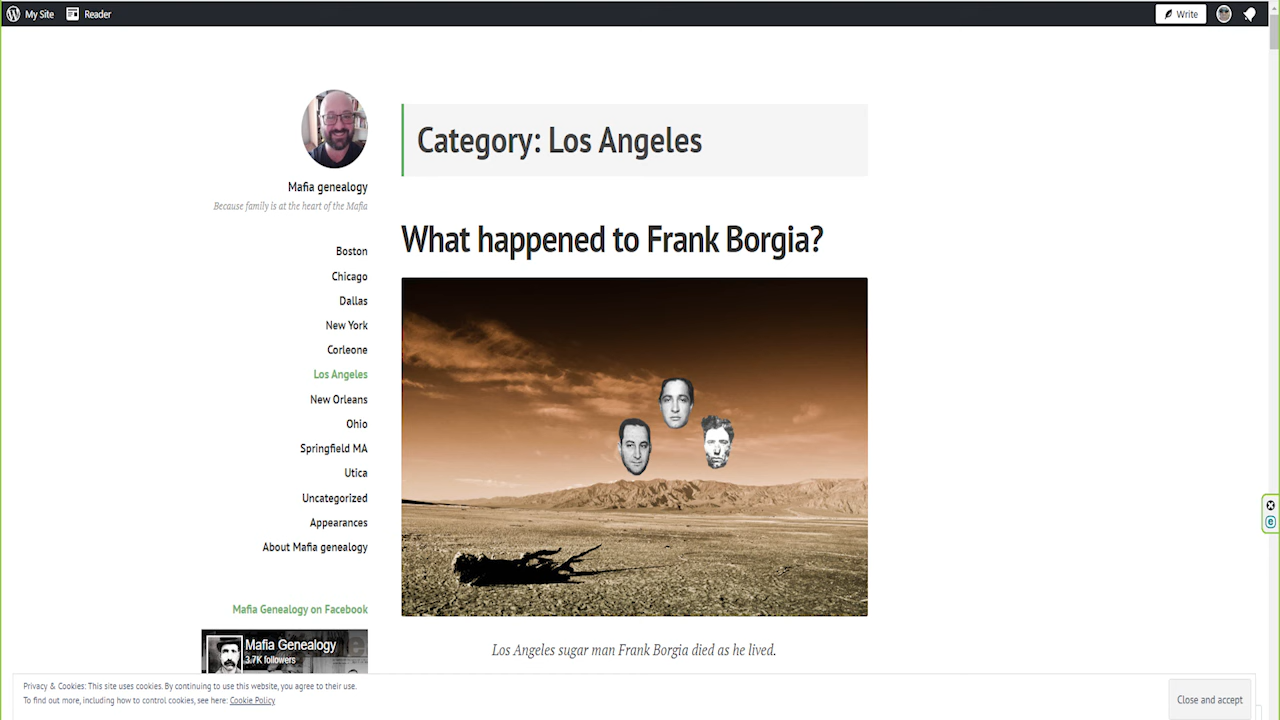 My Site
Reader
Write
Mafia genealogy
Because family is at the heart of the Mafia
Boston
Chicago
Dallas
New York
Corleone
Los Angeles
New Orleans
Ohio
Springfield MA
Utica
Uncategorized
Appearances
About Mafia genealogy
Mafia Genealogy on Facebook
Mafia Genealogy
3.7K followers
Category: Los Angeles
What happened to Frank Borgia?
Los Angeles sugar man Frank Borgia died as he lived.
Privacy & Cookies: This site uses cookies. By continuing to use this website, you agree to their use.
To find out more, including how to control cookies, see here: Cookie Policy
Close and accept